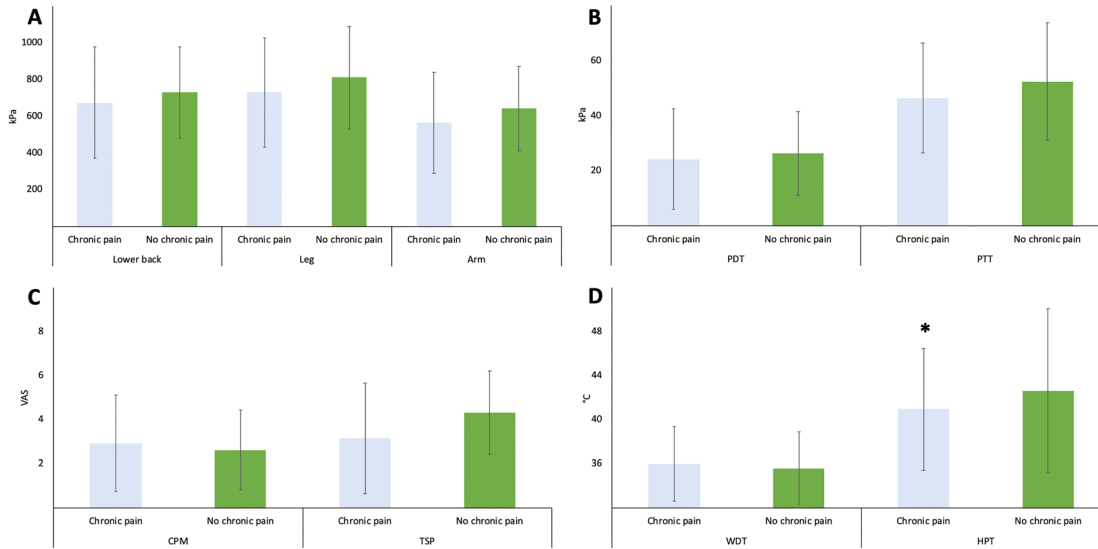 A
1000
800
600
400
200
kPa
Chronic pain No chronic pain Chronic pain No chronic pain Chronic pain No chronic pain
Lower back Leg Arm
B
60
40
20
kPa
Chronic pain No chronic pain Chronic pain No chronic pain
PDT PTT
C
8
6
4
2
VAS
Chronic pain No chronic pain Chronic pain No chronic pain
CPM TSP
D
48
44
40
36
°C
*
Chronic pain No chronic pain Chronic pain No chronic pain
WDT HPT